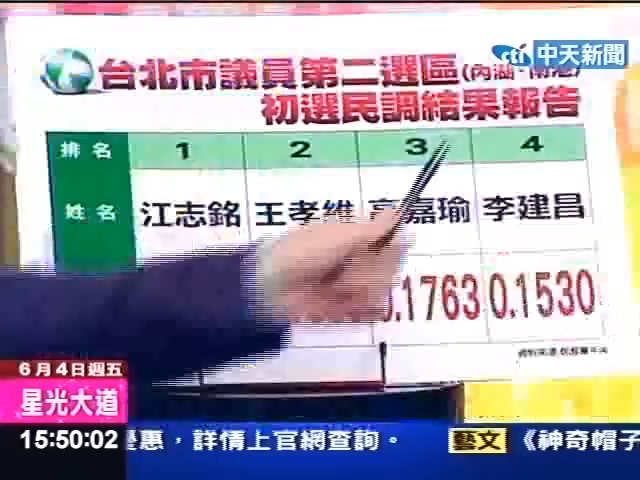 cti 中天新聞
台北市議員第二選區(內湖·南港)
初選民調結果報告
排名 1 2 3 4
姓名 江志銘 王孝維 高嘉瑜 李建昌
0.1763 0.1530
6月4日週五
星光大道
15:50:02 優惠，詳情上官網查詢。 藝文 《神奇帽子